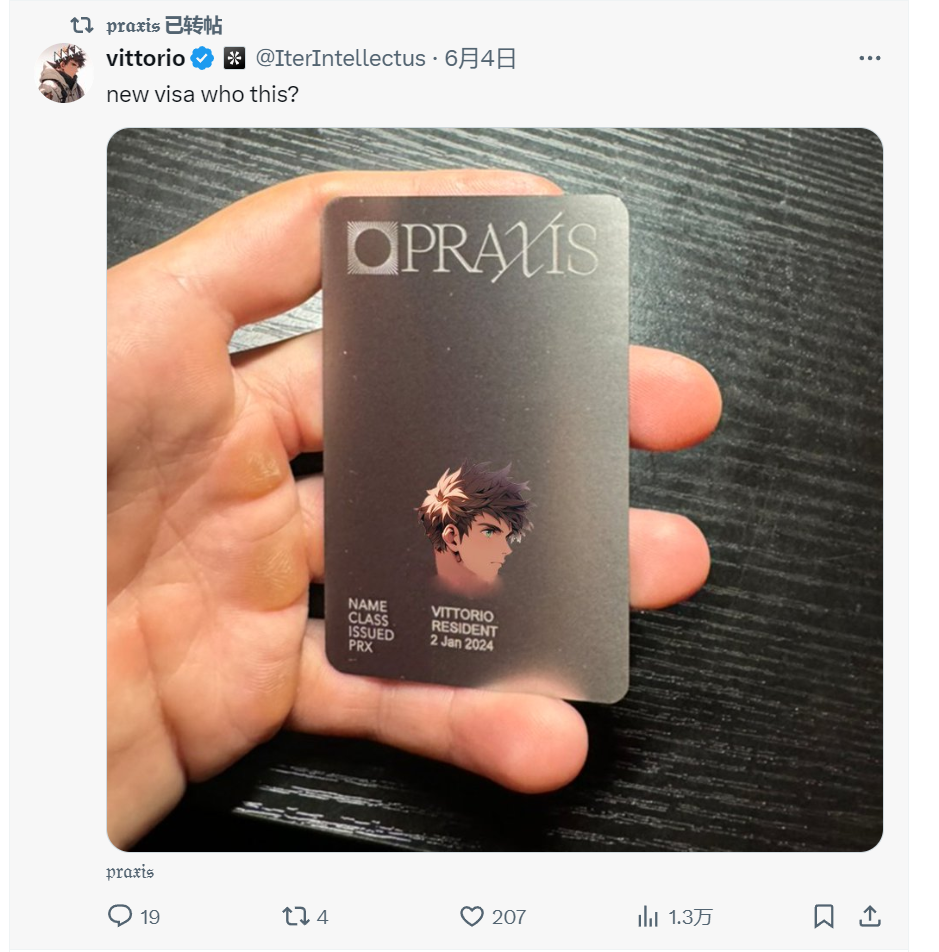 𝔭𝔯𝔞𝔵𝔦𝔰 已转帖
vittorio @IterIntellectus · 6月4日
new visa who this?
PRAXIS
NAME VITTORIO
CLASS RESIDENT
ISSUED 2 Jan 2024
PRX
𝔭𝔯𝔞𝔵𝔦𝔰
19 4 207 1.3万